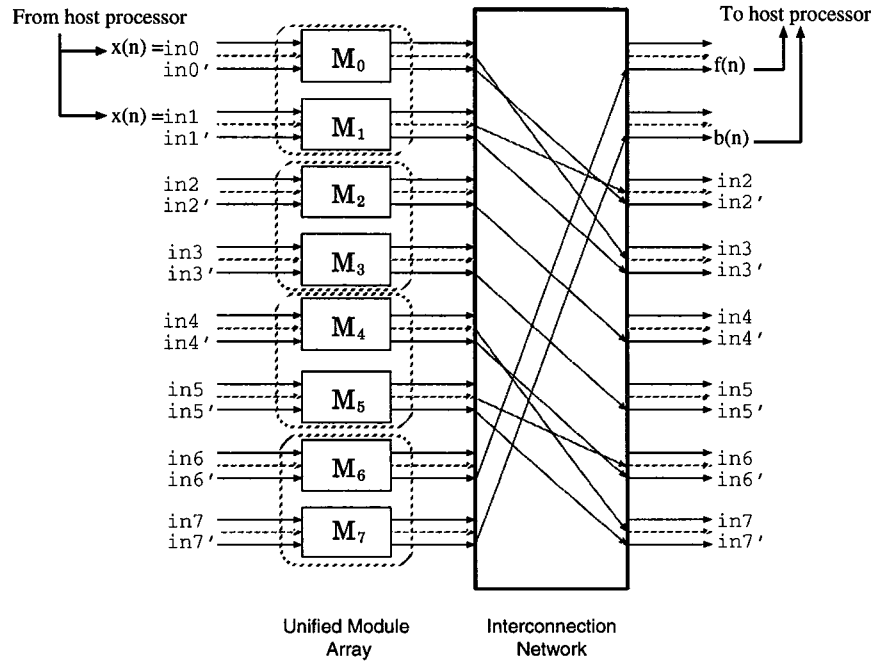 From host processor
To host processor
x(n) = in0
in0'
M0
f(n)
x(n) = in1
in1'
M1
b(n)
in2
in2'
M2
in2
in2'
in3
in3'
M3
in3
in3'
in4
in4'
M4
in4
in4'
in5
in5'
M5
in5
in5'
in6
in6'
M6
in6
in6'
in7
in7'
M7
in7
in7'
Unified Module
Array
Interconnection
Network